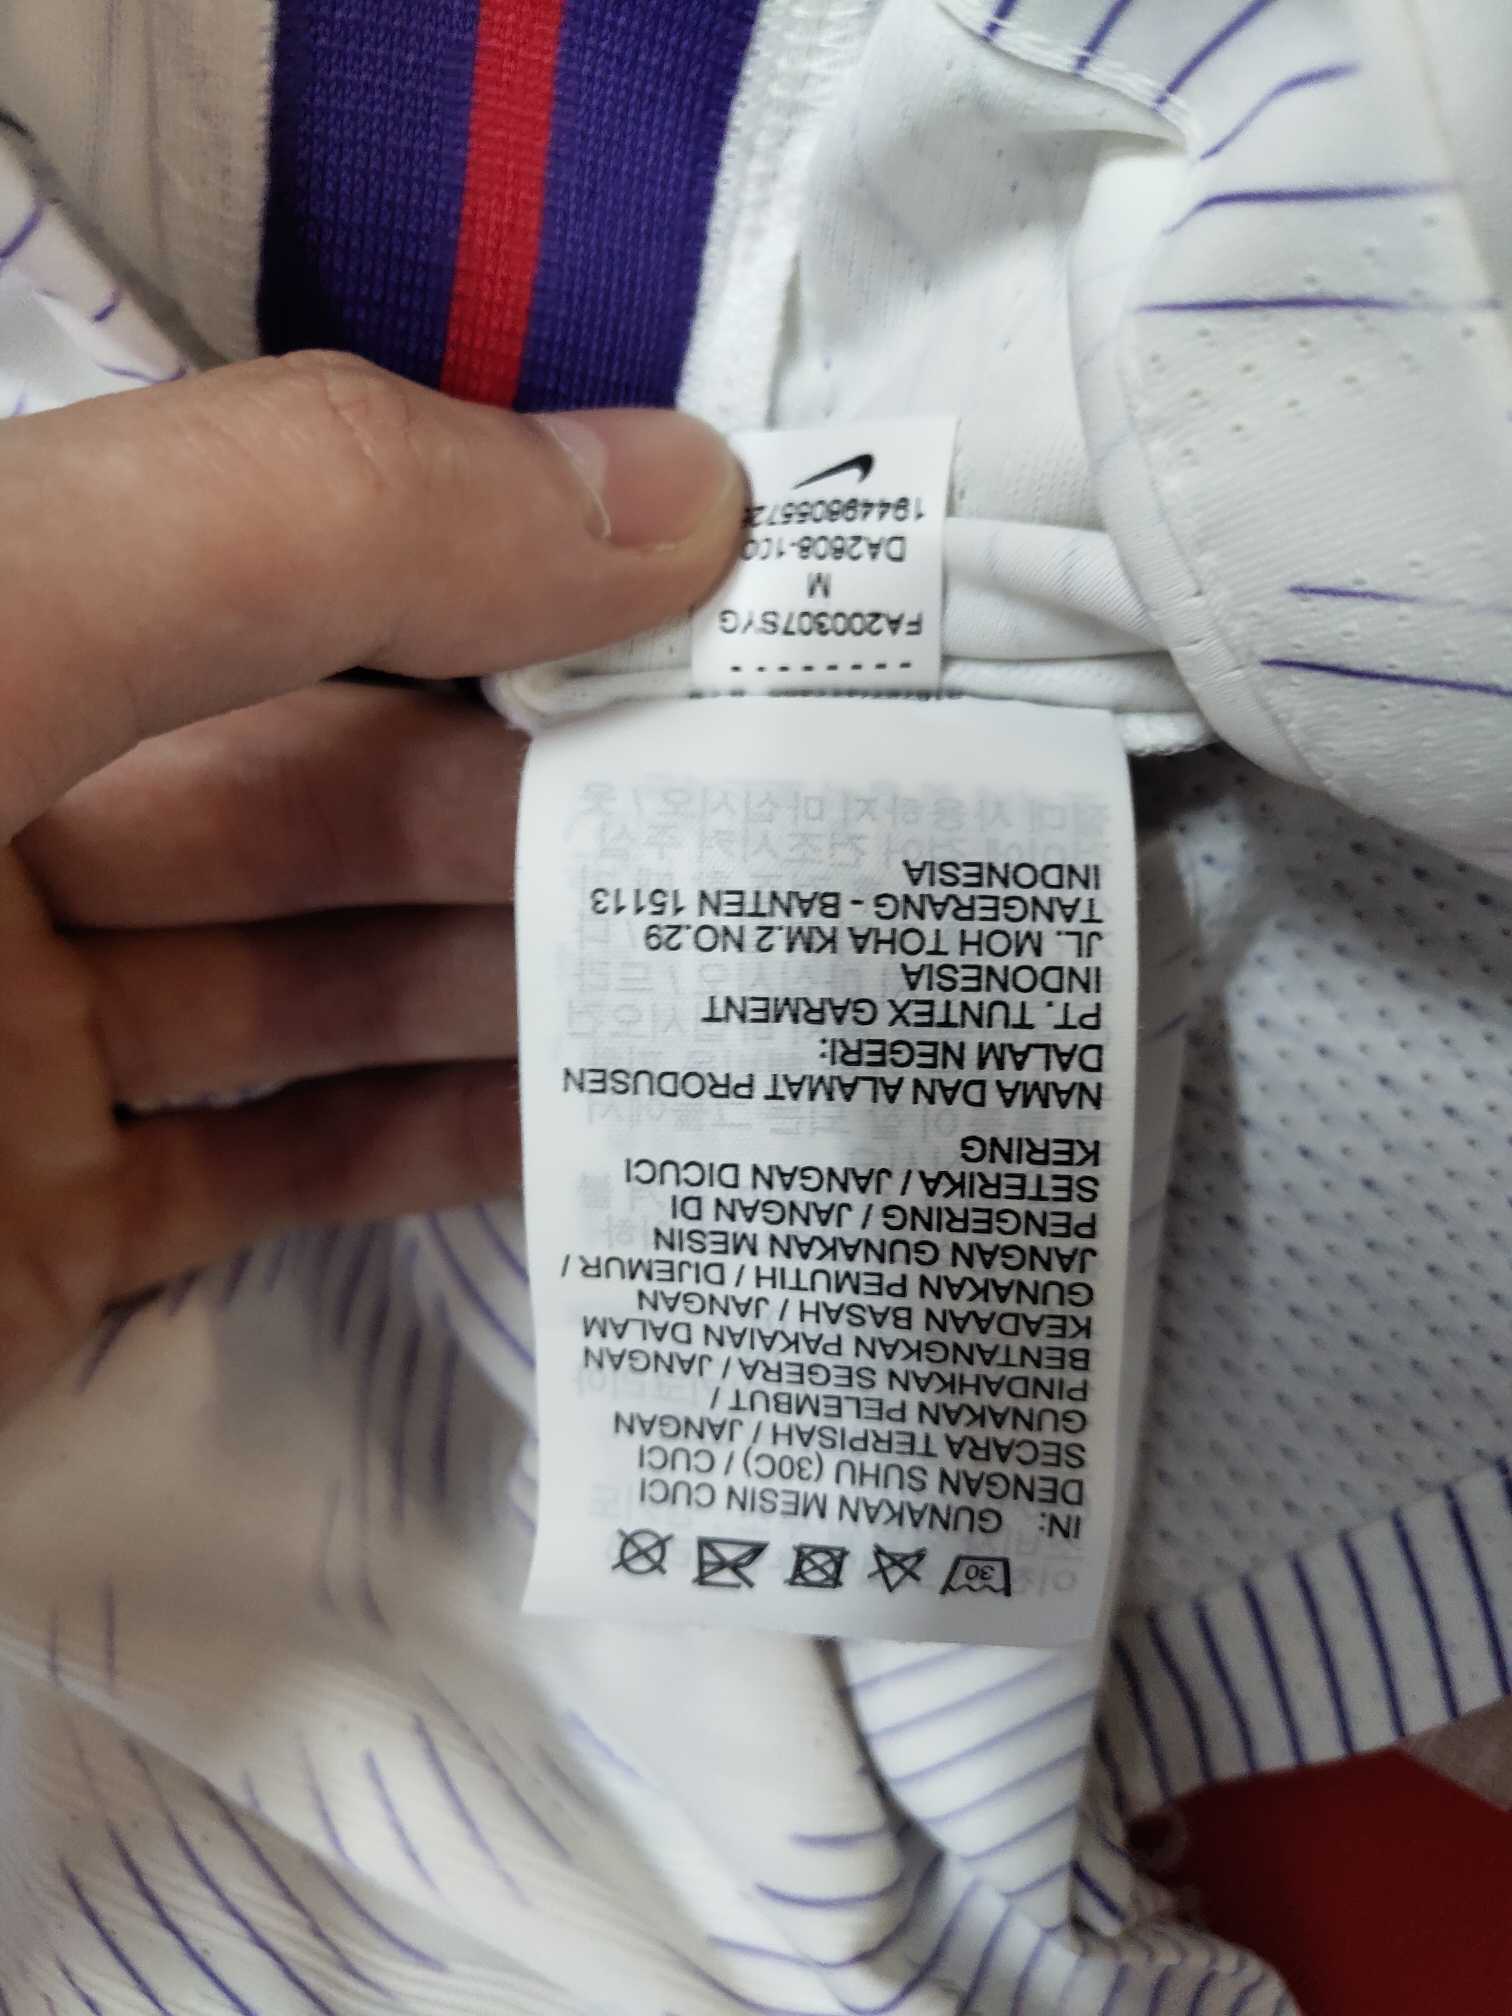 FA200307SYG
M
DA2608-100
19449605572
IN: GUNAKAN MESIN CUCI
DENGAN SUHU (30C) / CUCI
SECARA TERPISAH / JANGAN
GUNAKAN PELEMBUT /
PINDAHKAN SEGERA / JANGAN
BENTANGKAN PAKAIAN DALAM
KEADAAN BASAH / JANGAN
GUNAKAN PEMUTIH / DIJEMUR /
JANGAN GUNAKAN MESIN
PENGERING / JANGAN DI
SETERIKA / JANGAN DICUCI
KERING
NAMA DAN ALAMAT PRODUSEN
DALAM NEGERI:
PT. TUNTEX GARMENT
INDONESIA
JL. MOH TOHA KM.2 NO.29
TANGERANG - BANTEN 15113
INDONESIA
30